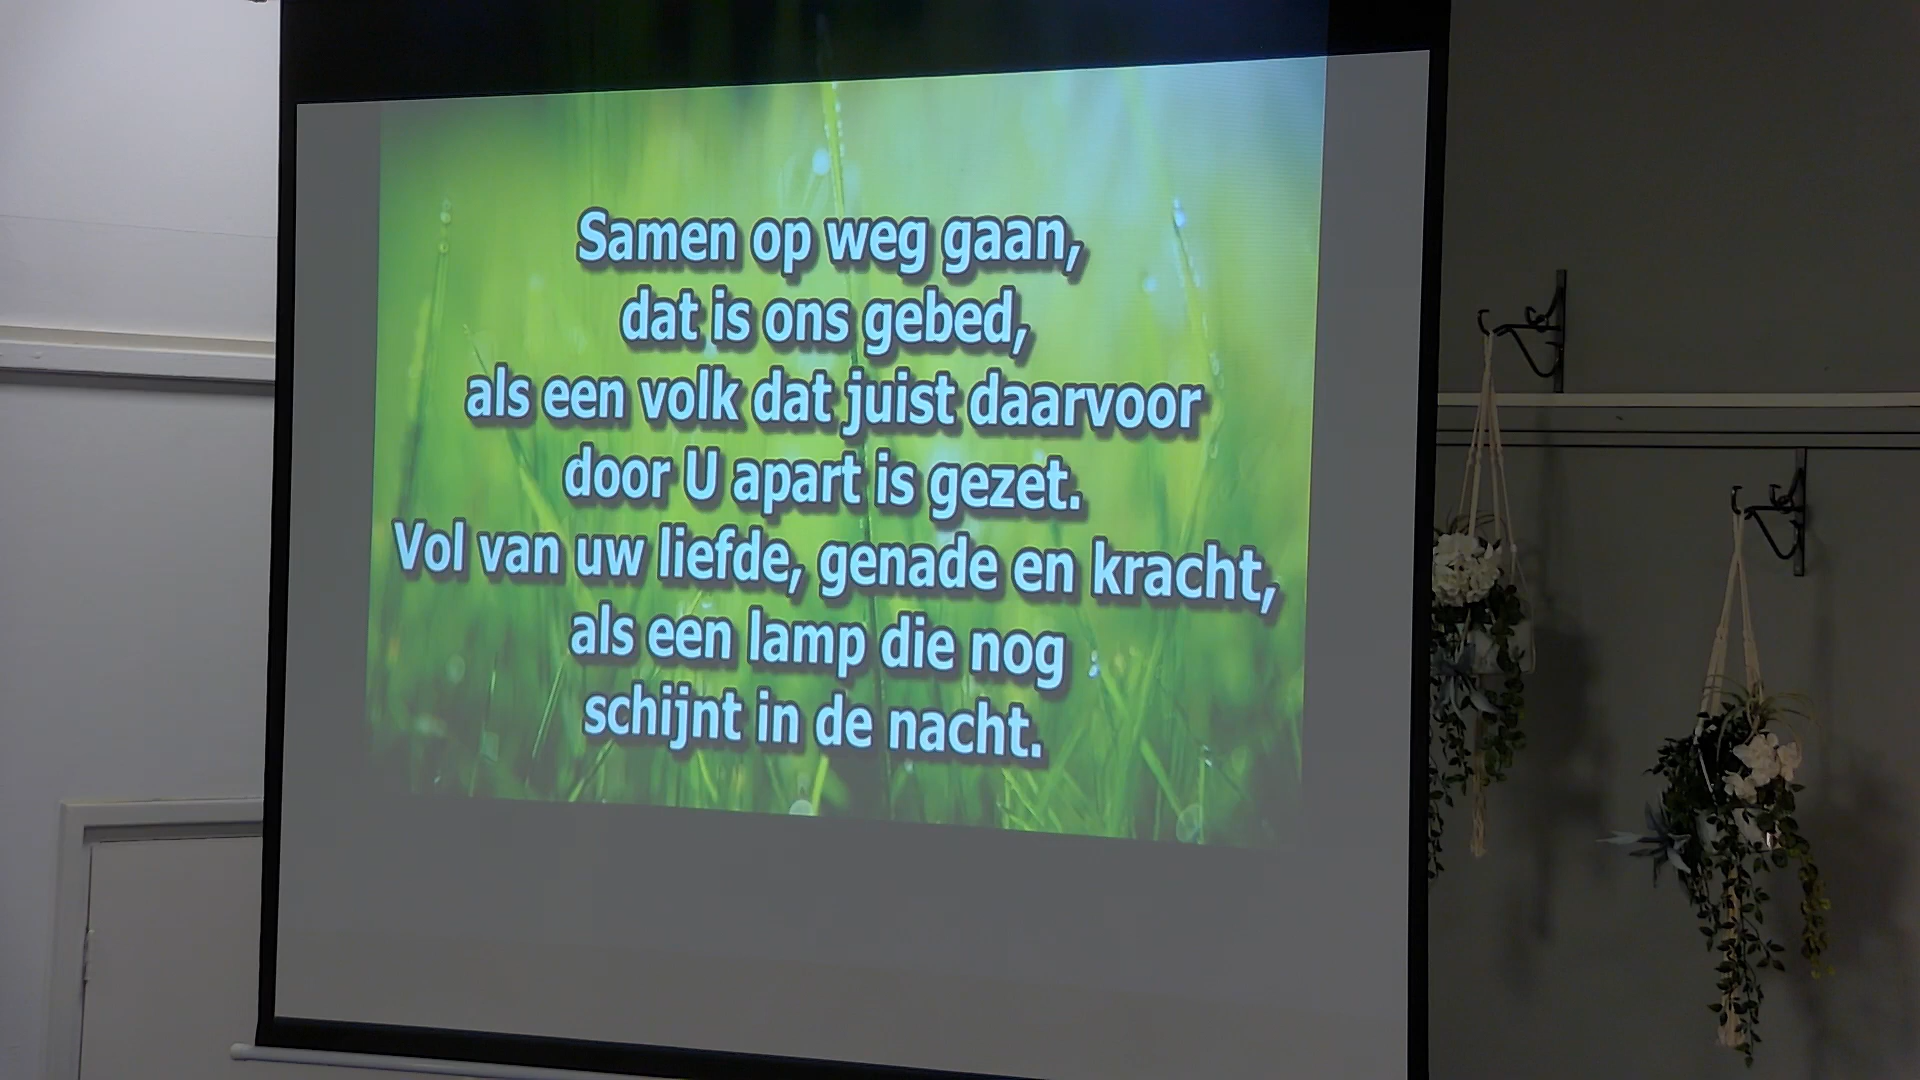 Samen op weg gaan,
dat is ons gebed,
als een volk dat juist daarvoor
door U apart is gezet.
Vol van uw liefde, genade en kracht,
als een lamp die nog
schijnt in de nacht.